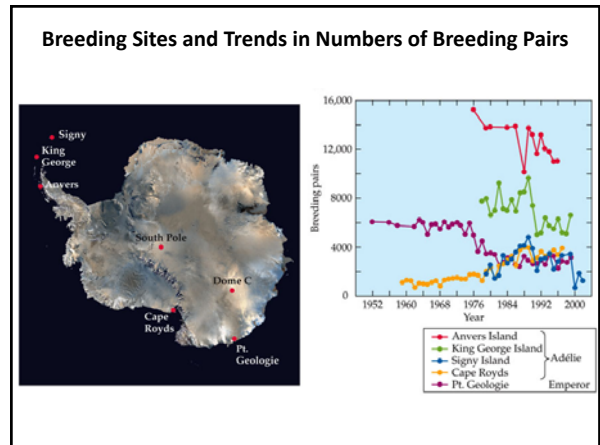 Breeding Sites and Trends in Numbers of Breeding Pairs
Signy
King
George
Anvers
South Pole
Dome C
Cape
Royds
Pt.
Geologie
16,000
12,000
8000
4000
0
Breeding pairs
1952 1960 1968 1976 1984 1992 2002
Year
Anvers Island
King George Island
Signy Island
Cape Royds
Adélie
Pt. Geologie Emperor